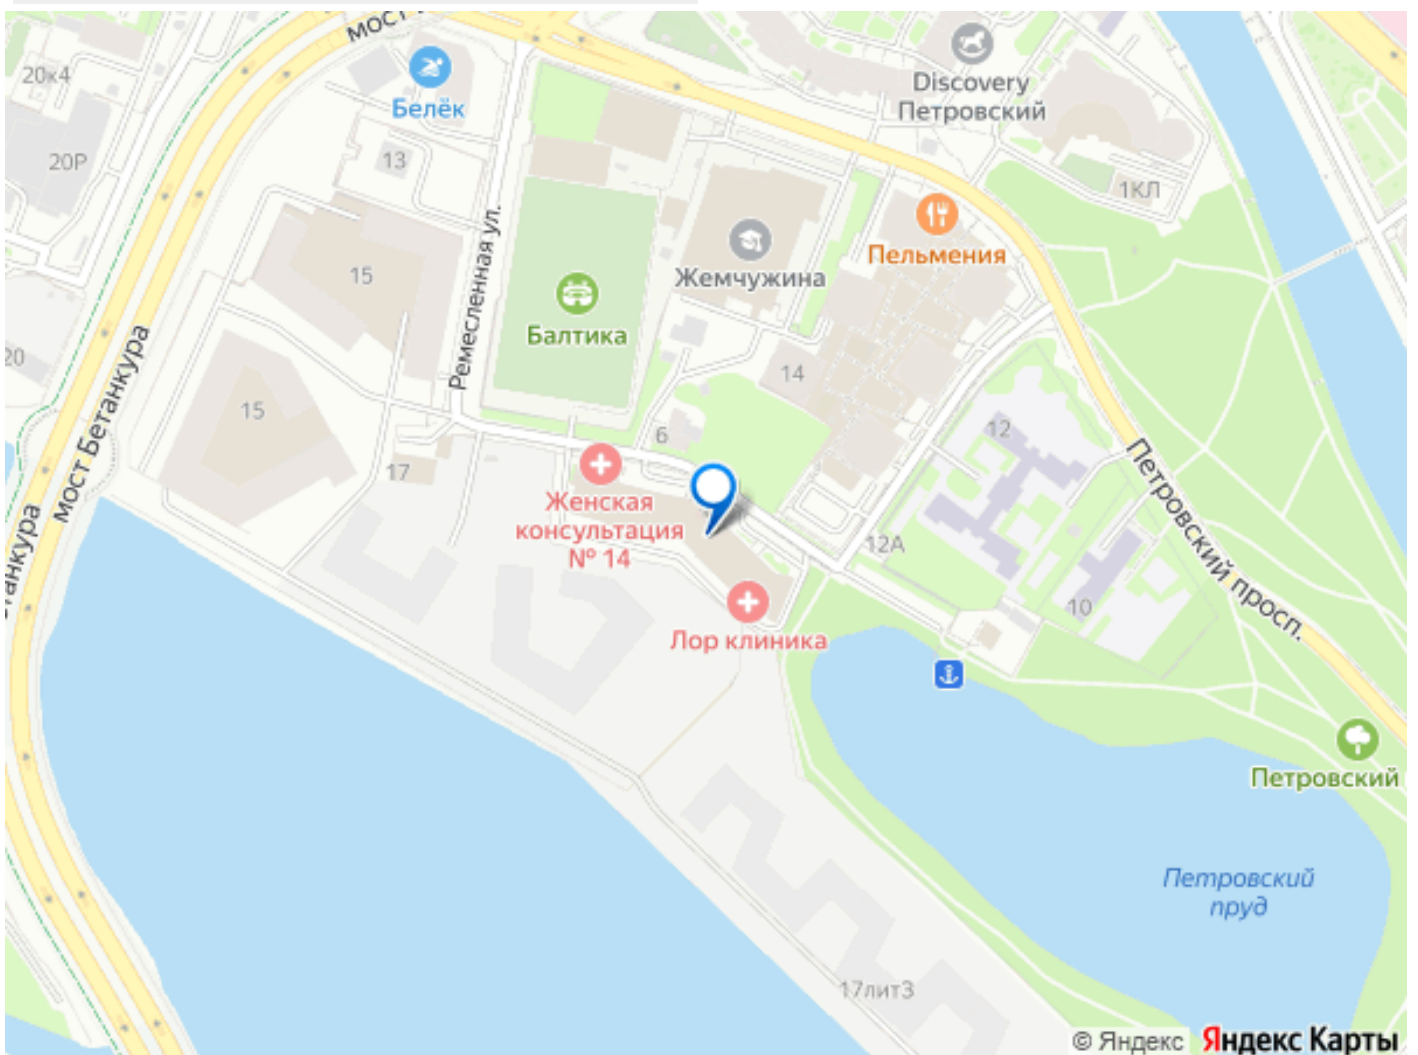 мост
20к4
Белёк
Discovery
Петровский
20Р
13
1КЛ
Ремесленная ул.
Пельмения
15
Жемчужина
Балтика
20
мост Бетанкура
14
15
12
6
17
Женская
консультация
№ 14
Петровский просп.
12А
10
Лор клиника
Петровский
Петровский
пруд
17лит3
© Яндекс Яндекс Карты